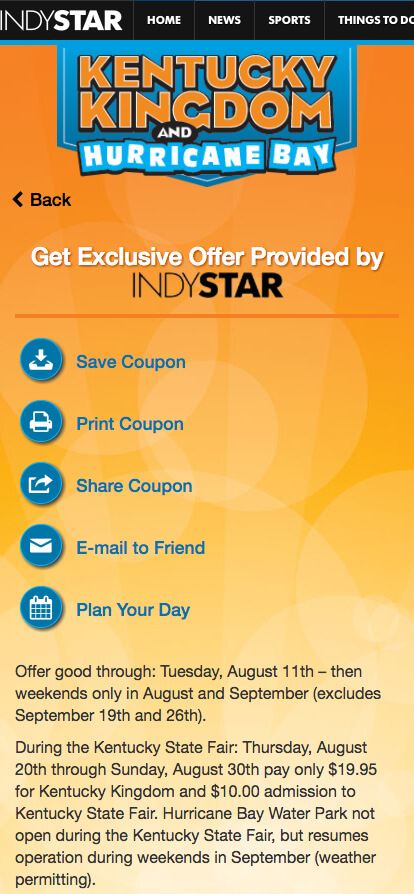 INDYSTAR HOME NEWS SPORTS THINGS TO DO
KENTUCKY
KINGDOM
AND
HURRICANE BAY
Back
Get Exclusive Offer Provided by
INDYSTAR
Save Coupon
Print Coupon
Share Coupon
E-mail to Friend
Plan Your Day
Offer good through: Tuesday, August 11th – then
weekends only in August and September (excludes
September 19th and 26th).
During the Kentucky State Fair: Thursday, August
20th through Sunday, August 30th pay only $19.95
for Kentucky Kingdom and $10.00 admission to
Kentucky State Fair. Hurricane Bay Water Park not
open during the Kentucky State Fair, but resumes
operation during weekends in September (weather
permitting).